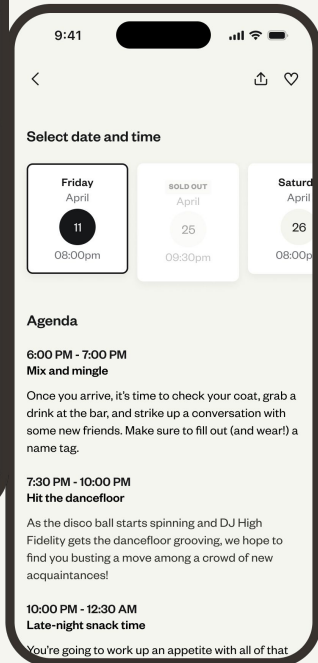 9:41
Select date and time
Friday
April
11
08:00pm
SOLD OUT
April
25
09:30pm
Saturd
April
26
08:00p
Agenda
6:00 PM - 7:00 PM
Mix and mingle
Once you arrive, it's time to check your coat, grab a
drink at the bar, and strike up a conversation with
some new friends. Make sure to fill out (and wear!) a
name tag.
7:30 PM - 10:00 PM
Hit the dancefloor
As the disco ball starts spinning and DJ High
Fidelity gets the dancefloor grooving, we hope to
find you busting a move among a crowd of new
acquaintances!
10:00 PM - 12:30 AM
Late-night snack time
You're going to work up an appetite with all of that